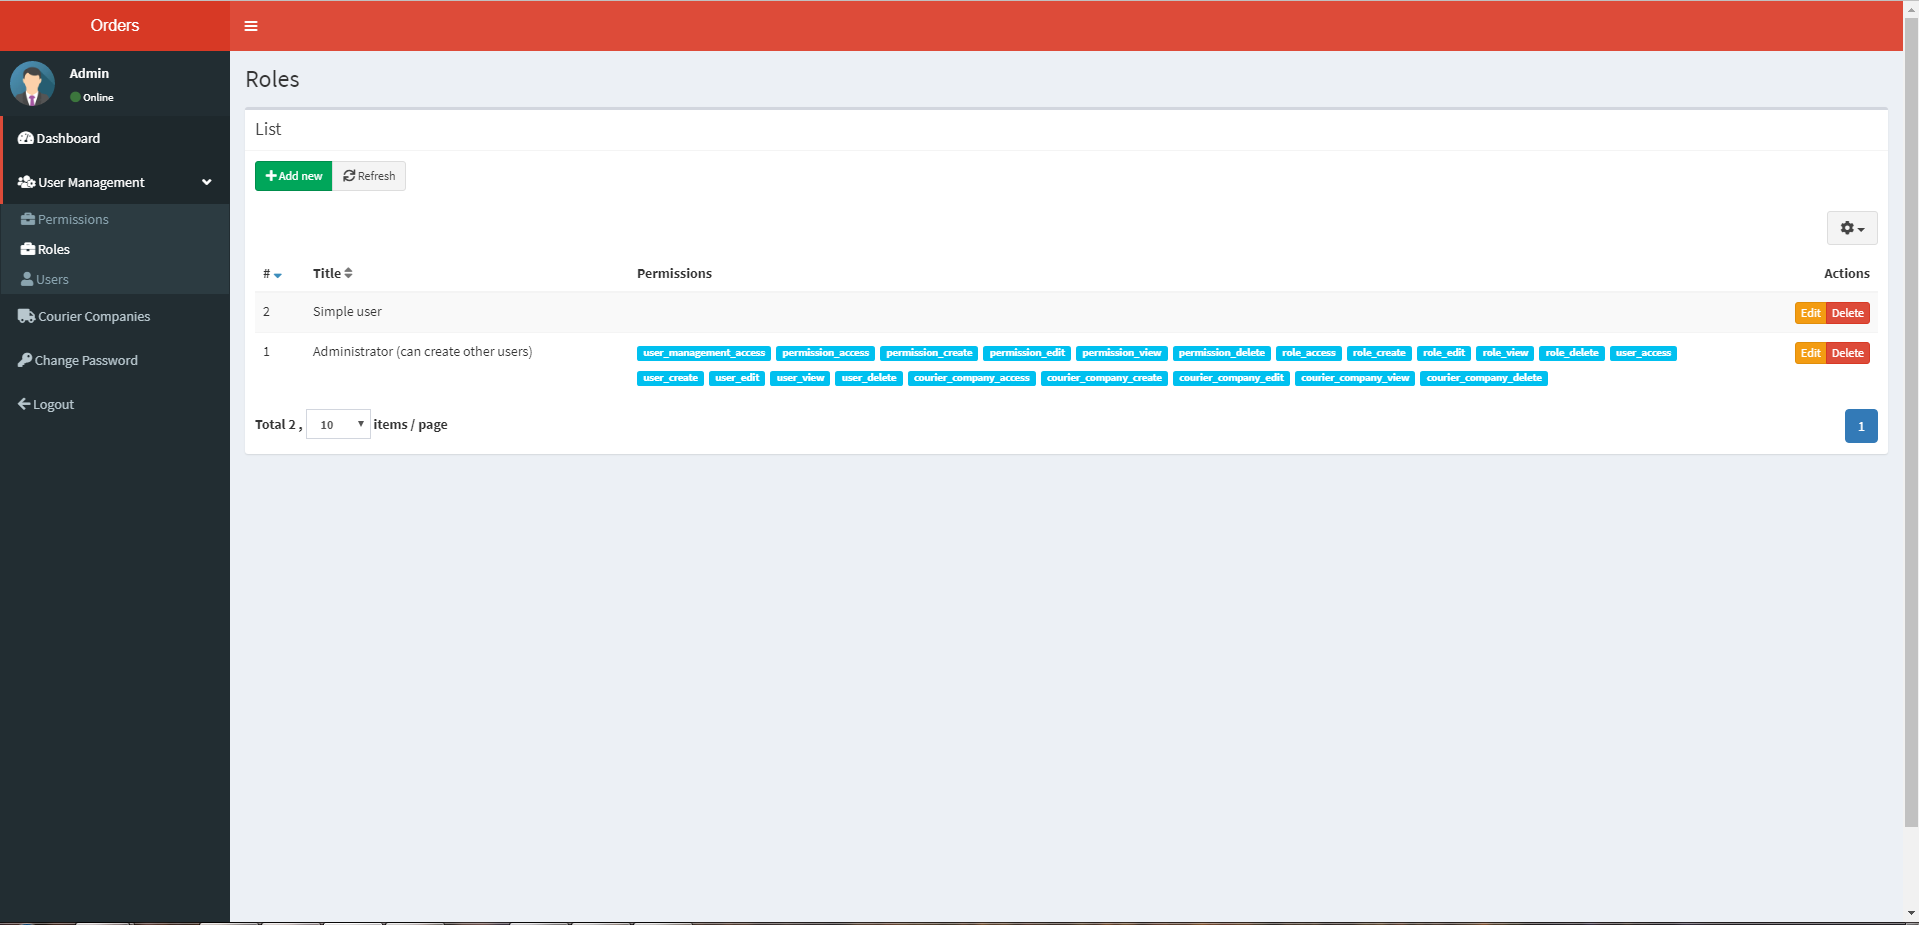 Orders
Admin
Online
Dashboard
User Management
Permissions
Roles
Users
Courier Companies
Change Password
Logout
Roles
List
Add new Refresh
# Title Permissions Actions
2 Simple user Edit Delete
1 Administrator (can create other users) user_management_access permission_access permission_create permission_edit permission_view permission_delete role_access role_create role_edit role_view role_delete user_access Edit Delete
user_create user_edit user_view user_delete courier_company_access courier_company_create courier_company_edit courier_company_view courier_company_delete
Total 2 , 10 items / page 1